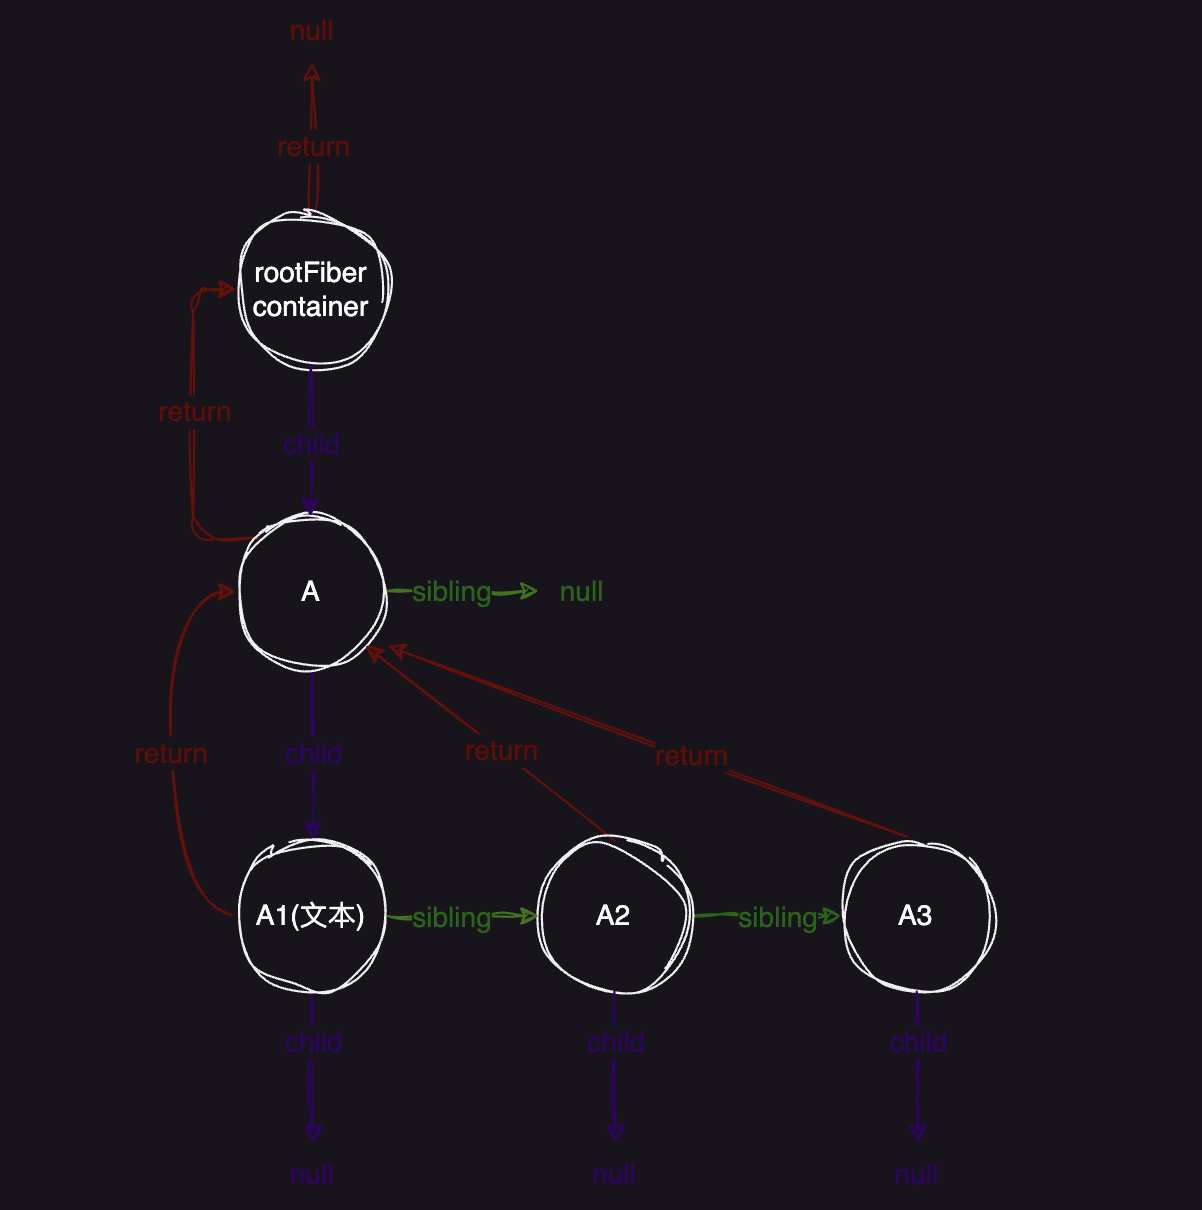 null
return
rootFiber
container
return
child
A
sibling
null
return
child
return
return
A1(文本)
sibling
A2
sibling
A3
child
child
child
null
null
null